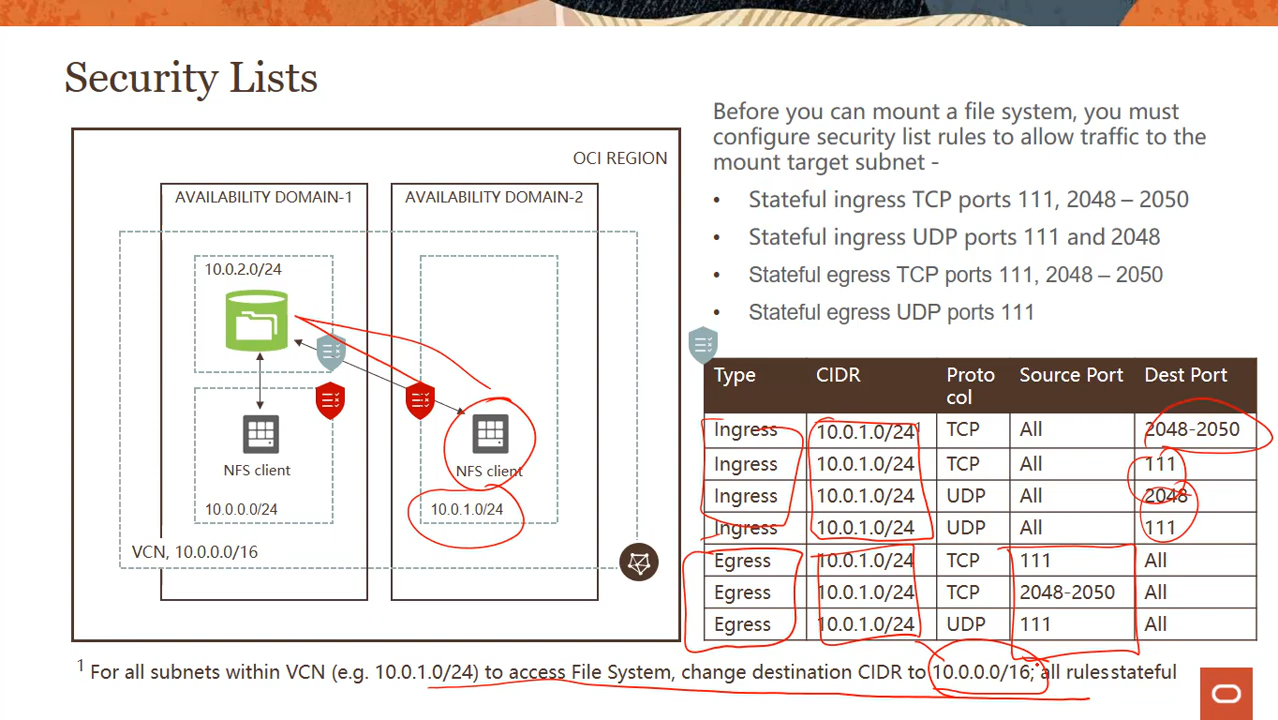 Security Lists
OCI REGION
AVAILABILITY DOMAIN-1
AVAILABILITY DOMAIN-2
10.0.2.0/24
NFS client
NFS client
10.0.0.0/24
10.0.1.0/24
VCN, 10.0.0.0/16
Before you can mount a file system, you must
configure security list rules to allow traffic to the
mount target subnet -
• Stateful ingress TCP ports 111, 2048 – 2050
• Stateful ingress UDP ports 111 and 2048
• Stateful egress TCP ports 111, 2048 – 2050
• Stateful egress UDP ports 111
Type CIDR Proto col Source Port Dest Port
Ingress 10.0.1.0/24¹ TCP All 2048-2050
Ingress 10.0.1.0/24 TCP All 111
Ingress 10.0.1.0/24 UDP All 2048
Ingress 10.0.1.0/24 UDP All 111
Egress 10.0.1.0/24 TCP 111 All
Egress 10.0.1.0/24 TCP 2048-2050 All
Egress 10.0.1.0/24 UDP 111 All
¹ For all subnets within VCN (e.g. 10.0.1.0/24) to access File System, change destination CIDR to 10.0.0.0/16; all rules stateful